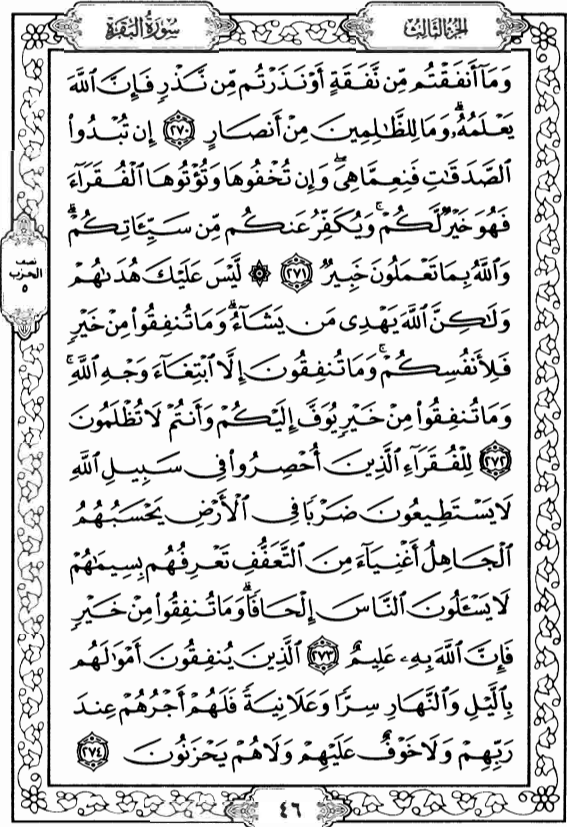 الجزء الثالث
سورة البقرة
وَمَآ أَنفَقْتُم مِّن نَّفَقَةٍ أَوْ نَذَرْتُم مِّن نَّذْرٍ فَإِنَّ ٱللَّهَ
يَعْلَمُهُۥ ۗ وَمَا لِلظَّٰلِمِينَ مِنْ أَنصَارٍ ٢٧٠ إِن تُبْدُوا۟
ٱلصَّدَقَٰتِ فَنِعِمَّا هِىَ ۖ وَإِن تُخْفُوهَا وَتُؤْتُوهَا ٱلْفُقَرَآءَ
فَهُوَ خَيْرٌ لَّكُمْ ۚ وَيُكَفِّرُ عَنكُم مِّن سَيِّـَٔاتِكُمْ ۗ
وَٱللَّهُ بِمَا تَعْمَلُونَ خَبِيرٌ ٢٧١ ۞ لَّيْسَ عَلَيْكَ هُدَىٰهُمْ
وَلَٰكِنَّ ٱللَّهَ يَهْدِى مَن يَشَآءُ ۗ وَمَا تُنفِقُوا۟ مِنْ خَيْرٍ
فَلِأَنفُسِكُمْ ۚ وَمَا تُنفِقُونَ إِلَّا ٱبْتِغَآءَ وَجْهِ ٱللَّهِ ۚ
وَمَا تُنفِقُوا۟ مِنْ خَيْرٍ يُوَفَّ إِلَيْكُمْ وَأَنتُمْ لَا تُظْلَمُونَ
٢٧٢ لِلْفُقَرَآءِ ٱلَّذِينَ أُحْصِرُوا۟ فِى سَبِيلِ ٱللَّهِ
لَا يَسْتَطِيعُونَ ضَرْبًا فِى ٱلْأَرْضِ يَحْسَبُهُمُ
ٱلْجَاهِلُ أَغْنِيَآءَ مِنَ ٱلتَّعَفُّفِ تَعْرِفُهُم بِسِيمَٰهُمْ
لَا يَسْـَٔلُونَ ٱلنَّاسَ إِلْحَافًا ۗ وَمَا تُنفِقُوا۟ مِنْ خَيْرٍ
فَإِنَّ ٱللَّهَ بِهِۦ عَلِيمٌ ٢٧٣ ٱلَّذِينَ يُنفِقُونَ أَمْوَٰلَهُم
بِٱلَّيْلِ وَٱلنَّهَارِ سِرًّا وَعَلَانِيَةً فَلَهُمْ أَجْرُهُمْ عِندَ
رَبِّهِمْ وَلَا خَوْفٌ عَلَيْهِمْ وَلَا هُمْ يَحْزَنُونَ ٢٧٤
نصف
الحزب
٥
٤٦